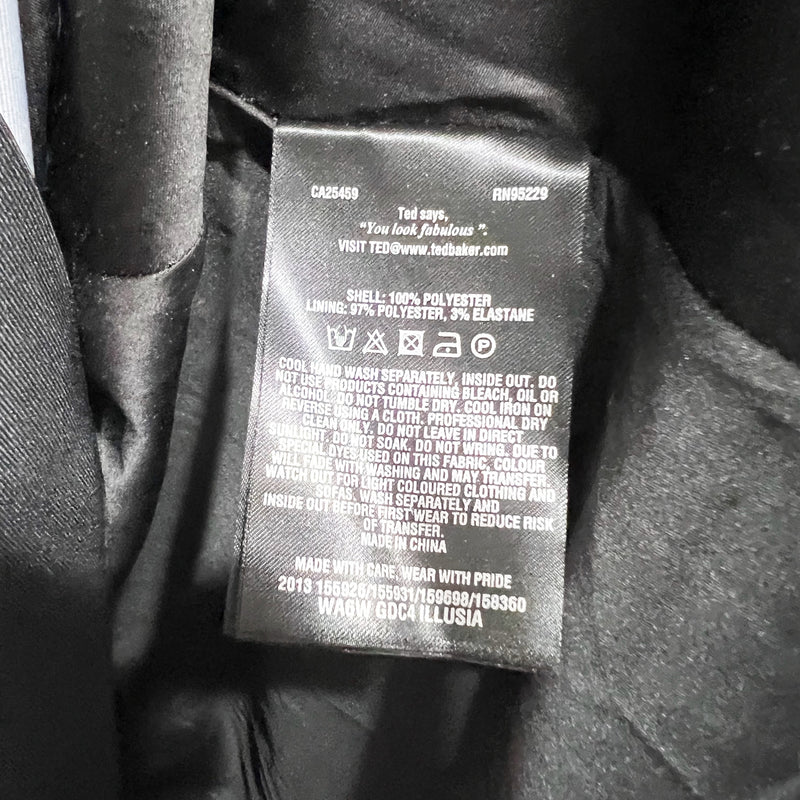 CA25459 RN95229
Ted says,
"You look fabulous".
VISIT TED@www.tedbaker.com
SHELL: 100% POLYESTER
LINING: 97% POLYESTER, 3% ELASTANE
P
COOL HAND WASH SEPARATELY, INSIDE OUT. DO
NOT USE PRODUCTS CONTAINING BLEACH, OIL OR
ALCOHOL. DO NOT TUMBLE DRY. COOL IRON ON
REVERSE USING A CLOTH. PROFESSIONAL DRY
CLEAN ONLY. DO NOT LEAVE IN DIRECT
SUNLIGHT. DO NOT SOAK. DO NOT WRING. DUE TO
SPECIAL DYES USED ON THIS FABRIC, COLOUR
WILL FADE WITH WASHING AND MAY TRANSFER.
WATCH OUT FOR LIGHT COLOURED CLOTHING AND
SOFAS. WASH SEPARATELY AND
INSIDE OUT BEFORE FIRST WEAR TO REDUCE RISK
OF TRANSFER.
MADE IN CHINA
MADE WITH CARE, WEAR WITH PRIDE
2013 155926/155931/159698/158360
WA6W GDC4 ILLUSIA